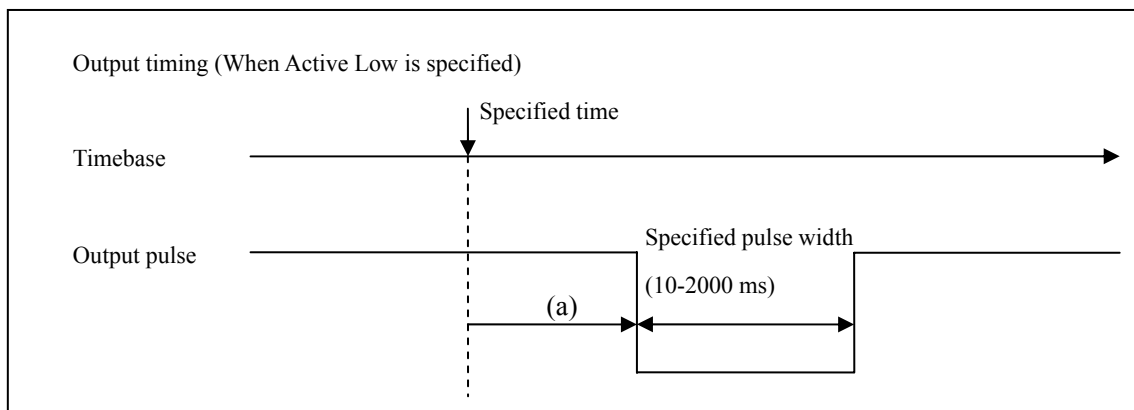 Output timing (When Active Low is specified)
Specified time
Timebase
Output pulse
Specified pulse width
(10-2000 ms)
(a)